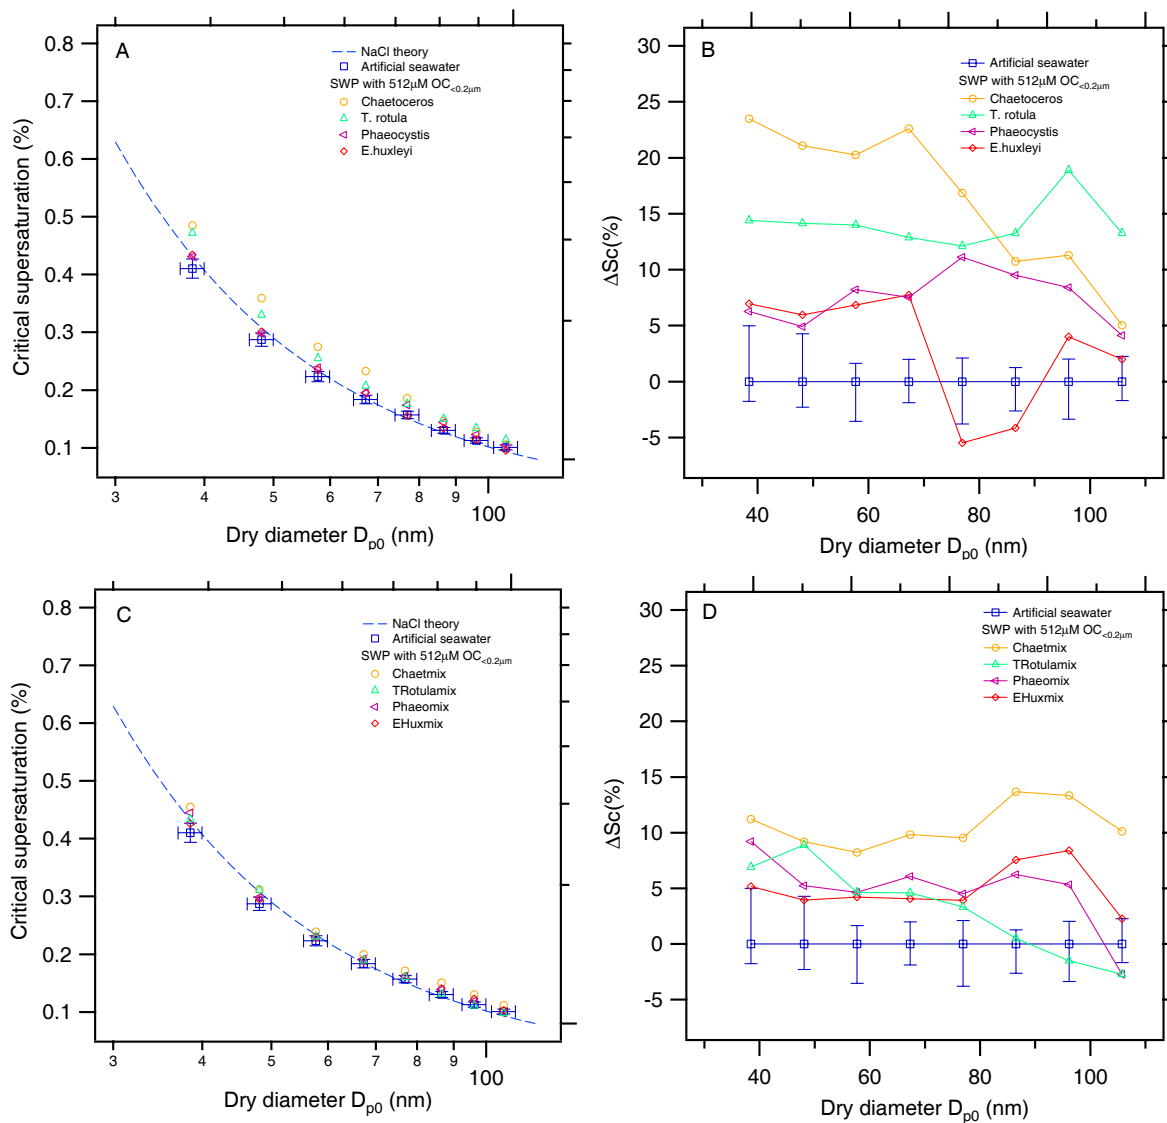 A
NaCl theory
Artificial seawater
SWP with 512μM OC<0.2μm
Chaetoceros
T. rotula
Phaeocystis
E.huxleyi
0.8
0.7
0.6
0.5
0.4
0.3
0.2
0.1
Critical supersaturation (%)
3 4 5 6 7 8 9 100
Dry diameter Dp0 (nm)
B
Artificial seawater
SWP with 512μM OC<0.2μm
Chaetoceros
T. rotula
Phaeocystis
E.huxleyi
30
25
20
15
10
5
0
-5
ΔSc(%)
40 60 80 100
Dry diameter Dp0 (nm)
C
NaCl theory
Artificial seawater
SWP with 512μM OC<0.2μm
Chaetmix
TRotulamix
Phaeomix
EHuxmix
0.8
0.7
0.6
0.5
0.4
0.3
0.2
0.1
Critical supersaturation (%)
3 4 5 6 7 8 9 100
Dry diameter Dp0 (nm)
D
Artificial seawater
SWP with 512μM OC<0.2μm
Chaetmix
TRotulamix
Phaeomix
EHuxmix
30
25
20
15
10
5
0
-5
ΔSc(%)
40 60 80 100
Dry diameter Dp0 (nm)